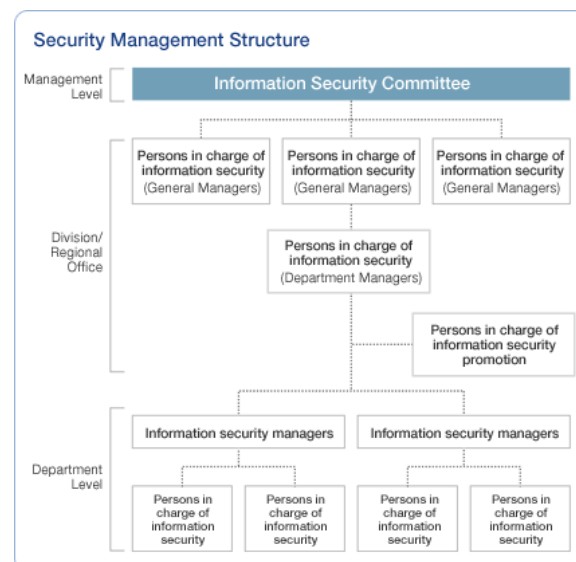 Security Management Structure
Management
Level
Information Security Committee
Persons in charge of
information security
(General Managers)
Persons in charge of
information security
(General Managers)
Persons in charge of
information security
(General Managers)
Division/
Regional
Office
Persons in charge of
information security
(Department Managers)
Persons in charge of
information security
promotion
Department
Level
Information security managers
Information security managers
Persons in
charge of
information
security
Persons in
charge of
information
security
Persons in
charge of
information
security
Persons in
charge of
information
security